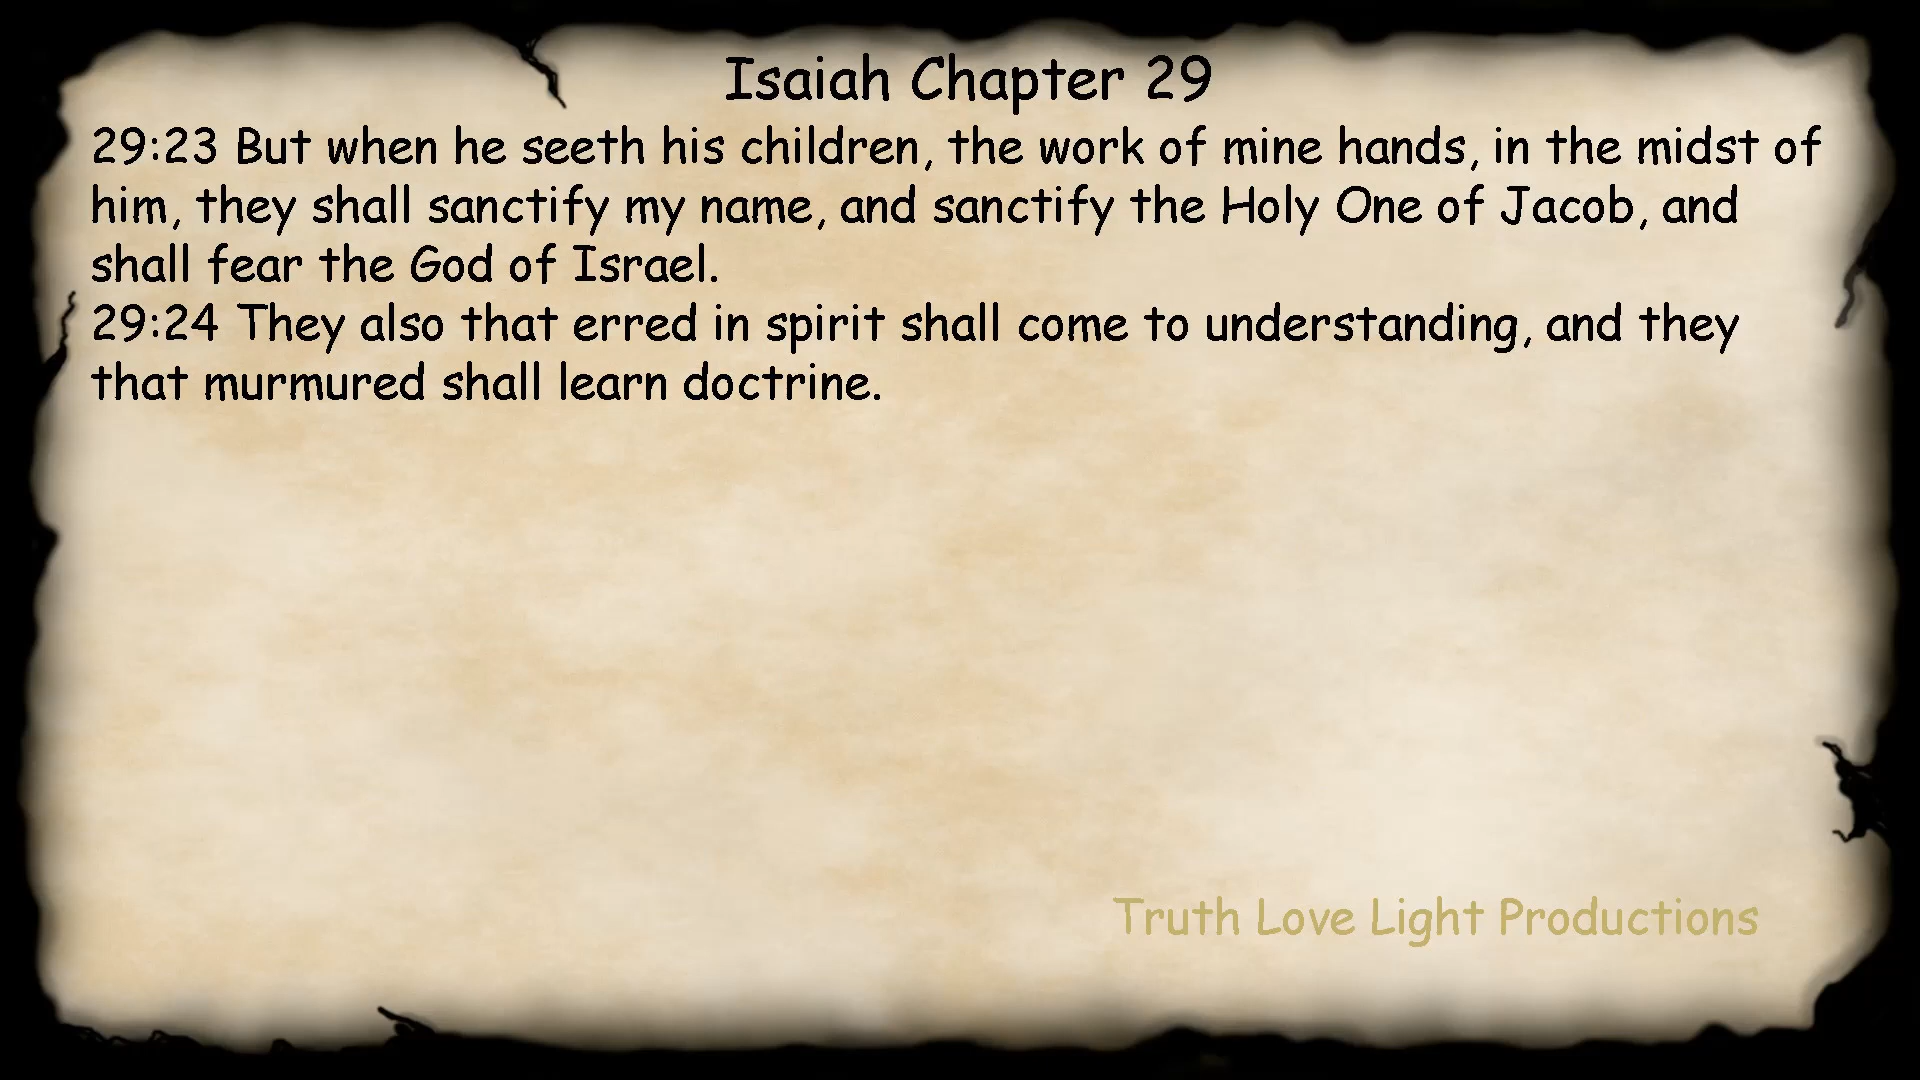 Isaiah Chapter 29
29:23 But when he seeth his children, the work of mine hands, in the midst of
him, they shall sanctify my name, and sanctify the Holy One of Jacob, and
shall fear the God of Israel.
29:24 They also that erred in spirit shall come to understanding, and they
that murmured shall learn doctrine.
Truth Love Light Productions